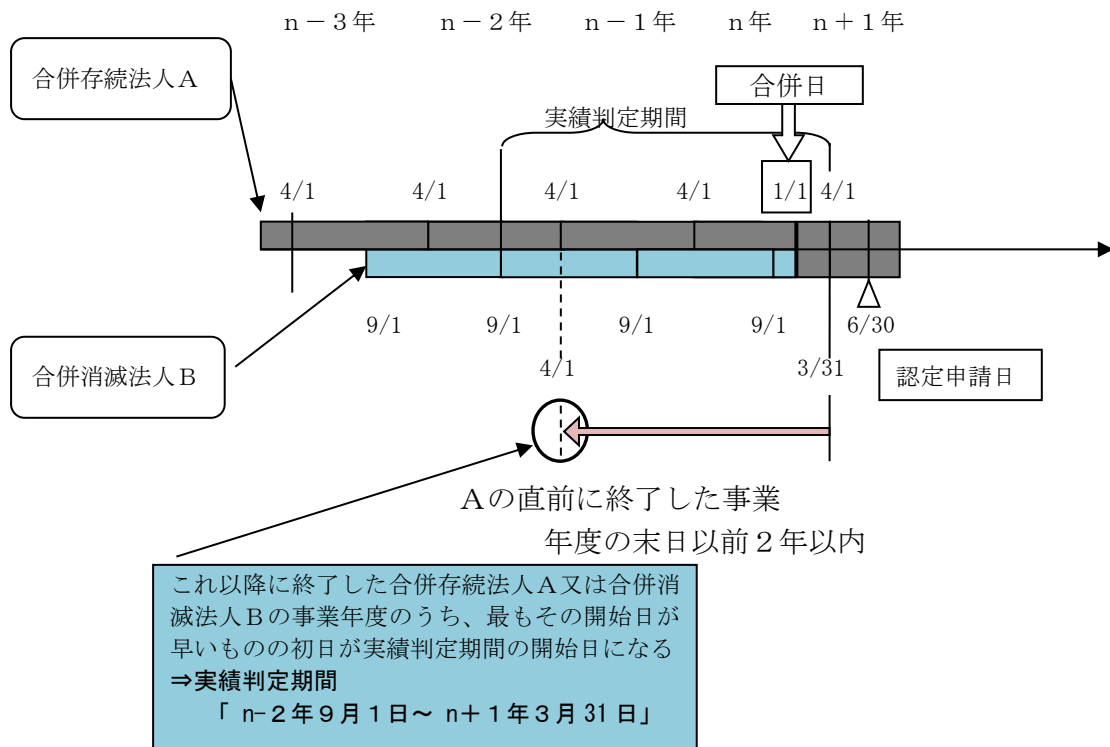 ｎ－３年 ｎ－２年 ｎ－１年 ｎ年 ｎ＋１年
合併存続法人Ａ
合併日
実績判定期間
4/1 4/1 4/1 4/1 1/1 4/1
9/1 9/1 9/1 9/1 6/30
合併消滅法人Ｂ
4/1 3/31
認定申請日
Ａの直前に終了した事業
年度の末日以前２年以内
これ以降に終了した合併存続法人Ａ又は合併消
滅法人Ｂの事業年度のうち、最もその開始日が
早いものの初日が実績判定期間の開始日になる
⇒実績判定期間
「 n-２年９月１日～ n＋１年３月 31 日」